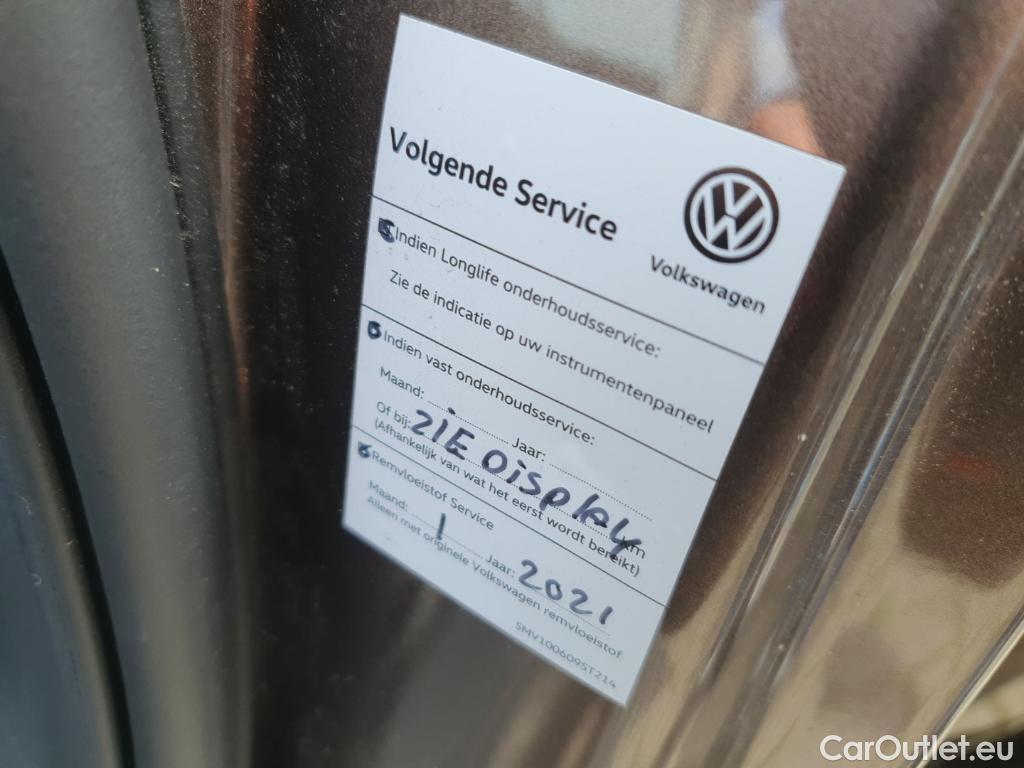 Volgende Service
Volkswagen
Indien Longlife onderhoudsservice:
Zie de indicatie op uw instrumentenpaneel
Indien vast onderhoudsservice:
Maand: Jaar:
Of bij: ZIE Display km
(Afhankelijk van wat het eerst wordt bereikt)
Remvloeistof Service
Maand: 1 Jaar: 2021
Alleen met originele Volkswagen remvloeistof
SMV100609ST214
CarOutlet.eu